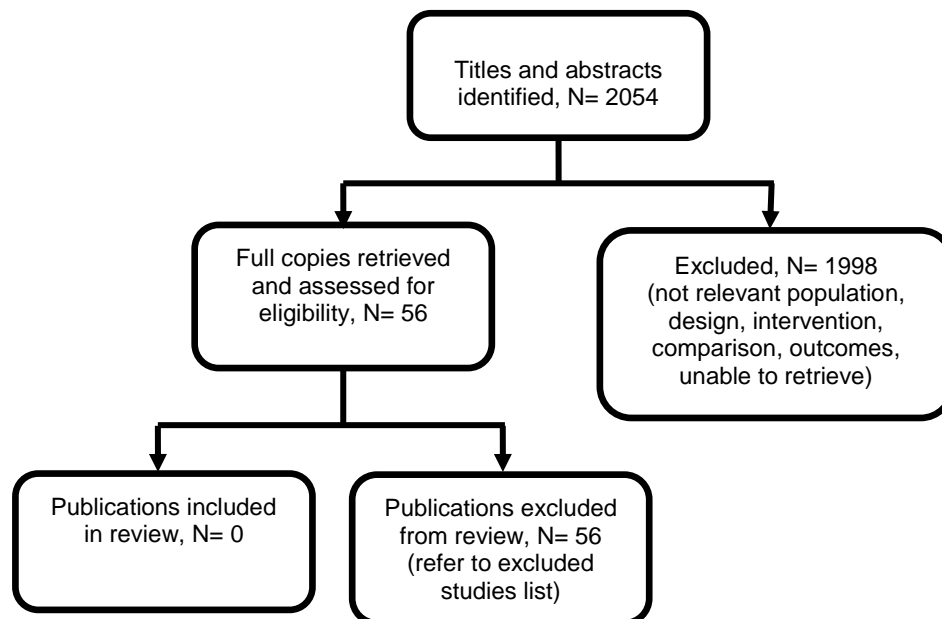 Titles and abstracts
identified, N= 2054
Full copies retrieved
and assessed for
eligibility, N= 56
Excluded, N= 1998
(not relevant population,
design, intervention,
comparison, outcomes,
unable to retrieve)
Publications included
in review, N= 0
Publications excluded
from review, N= 56
(refer to excluded
studies list)